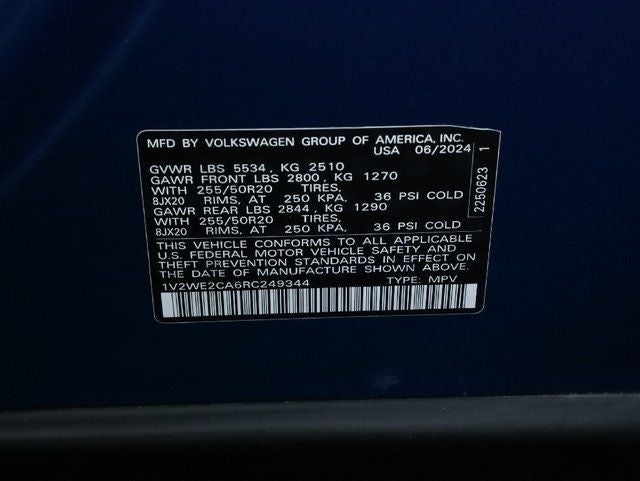 MFD BY VOLKSWAGEN GROUP OF AMERICA, INC.
USA 06/2024
GVWR LBS 5534 , KG 2510
GAWR FRONT LBS 2800 , KG 1270
WITH 255/50R20 TIRES,
8JX20 RIMS, AT 250 KPA, 36 PSI COLD
GAWR REAR LBS 2844 , KG 1290
WITH 255/50R20 TIRES,
8JX20 RIMS, AT 250 KPA, 36 PSI COLD
THIS VEHICLE CONFORMS TO ALL APPLICABLE
U.S. FEDERAL MOTOR VEHICLE SAFETY AND
THEFT PREVENTION STANDARDS IN EFFECT ON
THE DATE OF MANUFACTURE SHOWN ABOVE.
1V2WE2CA6RC249344 TYPE: MPV
2250623 1